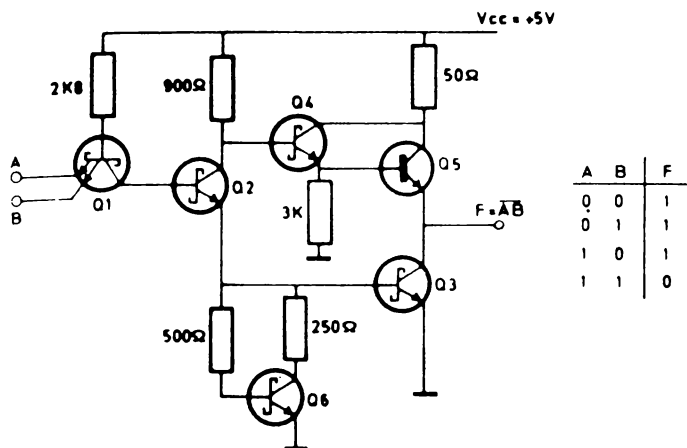 Vcc = +5V
2K8
900Ω
50Ω
Q4
A
B
Q1
Q2
Q5
3K
F = A̅B̅
Q3
500Ω
250Ω
Q6
A B F
0 0 1
0 1 1
1 0 1
1 1 0